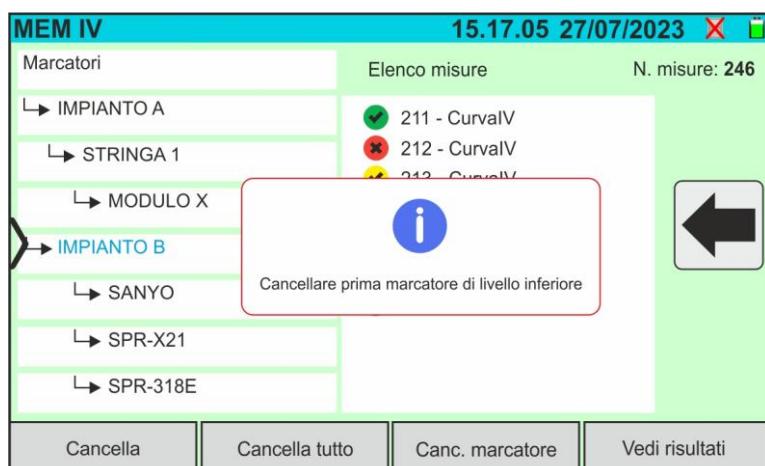 MEM IV 15.17.05 27/07/2023
Marcatori
Elenco misure
N. misure: 246
IMPIANTO A
STRINGA 1
MODULO X
IMPIANTO B
SANYO
SPR-X21
SPR-318E
211 - CurvaIV
212 - CurvaIV
213 - CurvaIV
Cancellare prima marcatore di livello inferiore
Cancella
Cancella tutto
Canc. marcatore
Vedi risultati